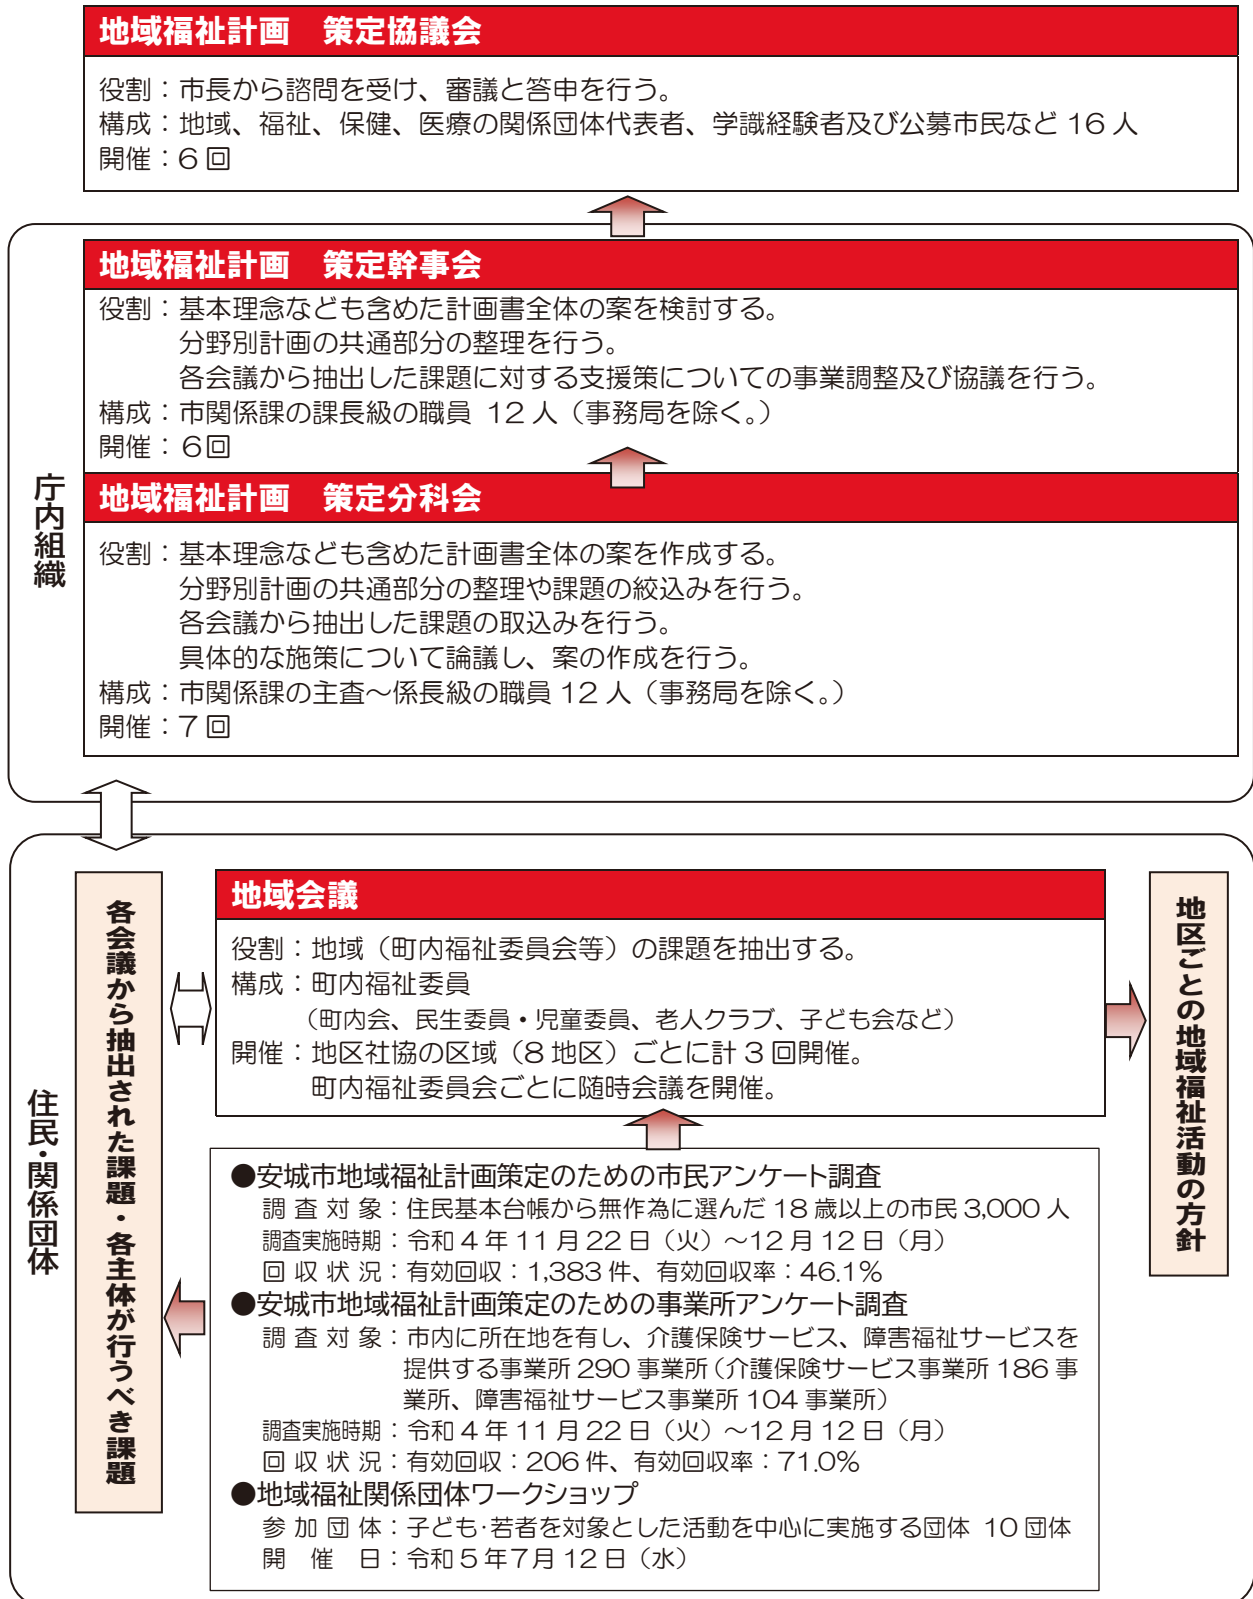 地域福祉計画　策定協議会
役割：市長から諮問を受け、審議と答申を行う。
構成：地域、福祉、保健、医療の関係団体代表者、学識経験者及び公募市民など 16 人
開催：6 回
庁内組織
地域福祉計画　策定幹事会
役割：基本理念なども含めた計画書全体の案を検討する。
分野別計画の共通部分の整理を行う。
各会議から抽出した課題に対する支援策についての事業調整及び協議を行う。
構成：市関係課の課長級の職員 12 人（事務局を除く。）
開催：6回
地域福祉計画　策定分科会
役割：基本理念なども含めた計画書全体の案を作成する。
分野別計画の共通部分の整理や課題の絞込みを行う。
各会議から抽出した課題の取込みを行う。
具体的な施策について論議し、案の作成を行う。
構成：市関係課の主査～係長級の職員 12 人（事務局を除く。）
開催：7 回
住民・関係団体
各会議から抽出された課題・各主体が行うべき課題
地域会議
役割：地域（町内福祉委員会等）の課題を抽出する。
構成：町内福祉委員
（町内会、民生委員・児童委員、老人クラブ、子ども会など）
開催：地区社協の区域（8 地区）ごとに計 3 回開催。
町内福祉委員会ごとに随時会議を開催。
地区ごとの地域福祉活動の方針
●安城市地域福祉計画策定のための市民アンケート調査
調 査 対 象：住民基本台帳から無作為に選んだ 18 歳以上の市民 3,000 人
調査実施時期：令和 4 年 11 月 22 日（火）～12 月 12 日（月）
回 収 状 況：有効回収：1,383 件、有効回収率：46.1％
●安城市地域福祉計画策定のための事業所アンケート調査
調 査 対 象：市内に所在地を有し、介護保険サービス、障害福祉サービスを
提供する事業所 290 事業所（介護保険サービス事業所 186 事
業所、障害福祉サービス事業所 104 事業所）
調査実施時期：令和 4 年 11 月 22 日（火）～12 月 12 日（月）
回 収 状 況：有効回収：206 件、有効回収率：71.0％
●地域福祉関係団体ワークショップ
参 加 団 体：子ども・若者を対象とした活動を中心に実施する団体 10 団体
開　催　日：令和 5 年 7 月 12 日（水）